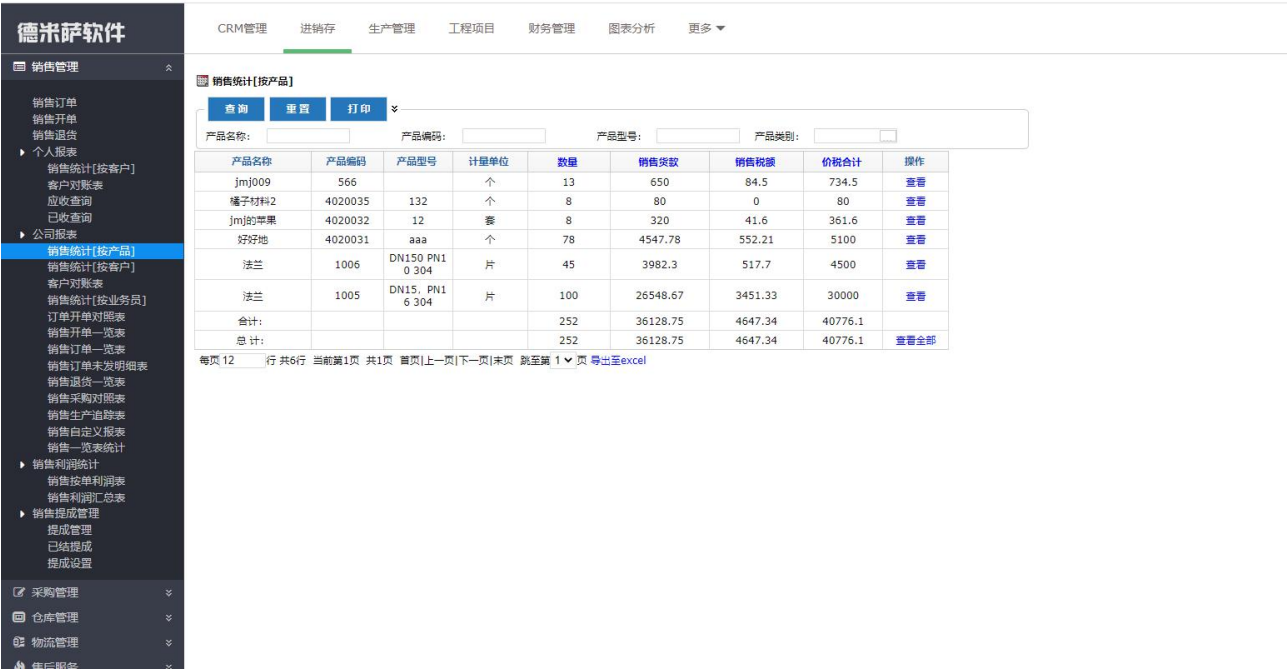 德米萨软件
CRM管理 进销存 生产管理 工程项目 财务管理 图表分析 更多
销售管理
销售订单
销售开单
销售退货
个人报表
销售统计[按客户]
客户对账表
应收查询
已收查询
公司报表
销售统计[按产品]
销售统计[按客户]
客户对账表
销售统计[按业务员]
订单开单对照表
销售开单一览表
销售订单一览表
销售订单未发明细表
销售退货一览表
销售采购对照表
销售生产追踪表
销售自定义报表
销售一览表统计
销售利润统计
销售按单利润表
销售利润汇总表
销售提成管理
提成管理
已结提成
提成设置
采购管理
仓库管理
物流管理
售后服务
销售统计[按产品]
查询 重置 打印
产品名称: 产品编码: 产品型号: 产品类别: ...
产品名称 产品编码 产品型号 计量单位 数量 销售货款 销售税额 价税合计 操作
jmj009 566 个 13 650 84.5 734.5 查看
橘子材料2 4020035 132 个 8 80 0 80 查看
jmj的苹果 4020032 12 套 8 320 41.6 361.6 查看
好好地 4020031 aaa 个 78 4547.78 552.21 5100 查看
法兰 1006 DN150 PN10 304 片 45 3982.3 517.7 4500 查看
法兰 1005 DN15, PN16 304 片 100 26548.67 3451.33 30000 查看
合计: 252 36128.75 4647.34 40776.1
总计: 252 36128.75 4647.34 40776.1 查看全部
每页 12 行 共6行 当前第1页 共1页 首页|上一页|下一页|末页 跳至第 1 页 导出至excel